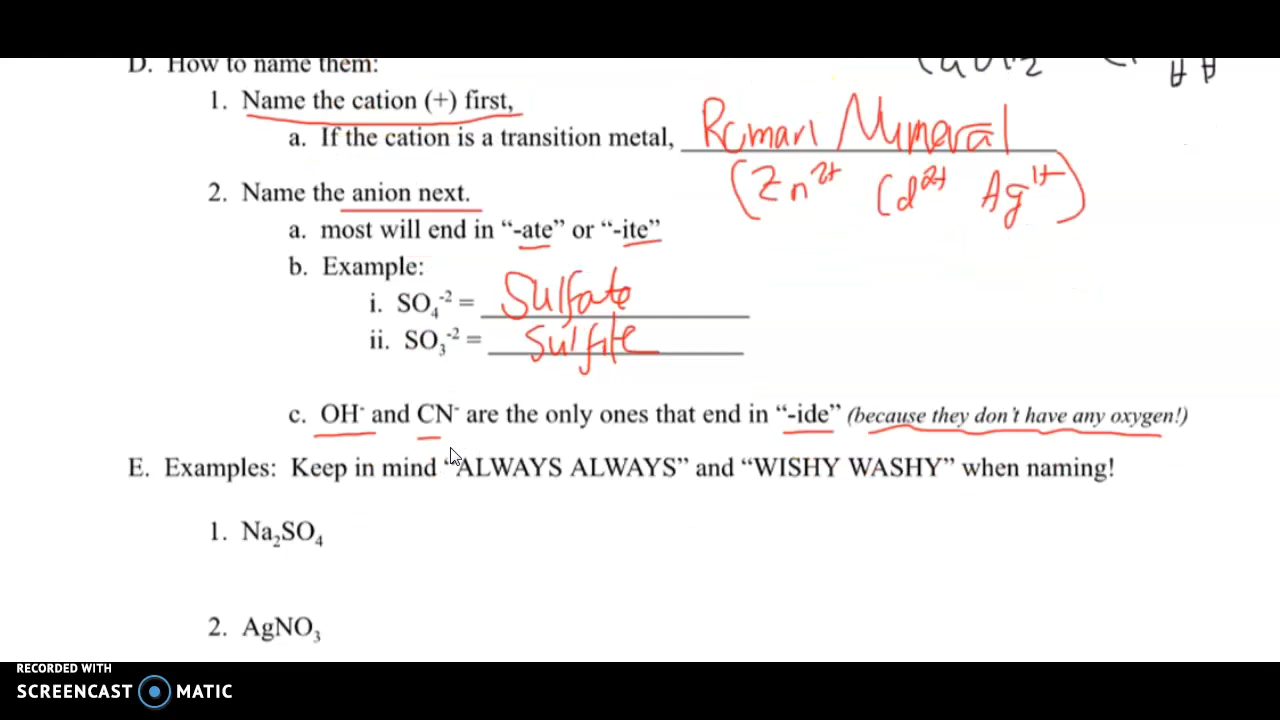 D. How to name them:
1. Name the cation (+) first,
a. If the cation is a transition metal, Roman Numeral
(Zn²⁺ Cd²⁺ Ag¹⁺)
2. Name the anion next.
a. most will end in “-ate” or “-ite”
b. Example:
i. SO₄⁻² = Sulfate
ii. SO₃⁻² = Sulfite
c. OH⁻ and CN⁻ are the only ones that end in “-ide” (because they don't have any oxygen!)
E. Examples: Keep in mind “ALWAYS ALWAYS” and “WISHY WASHY” when naming!
1. Na₂SO₄
2. AgNO₃
RECORDED WITH
SCREENCAST MATIC